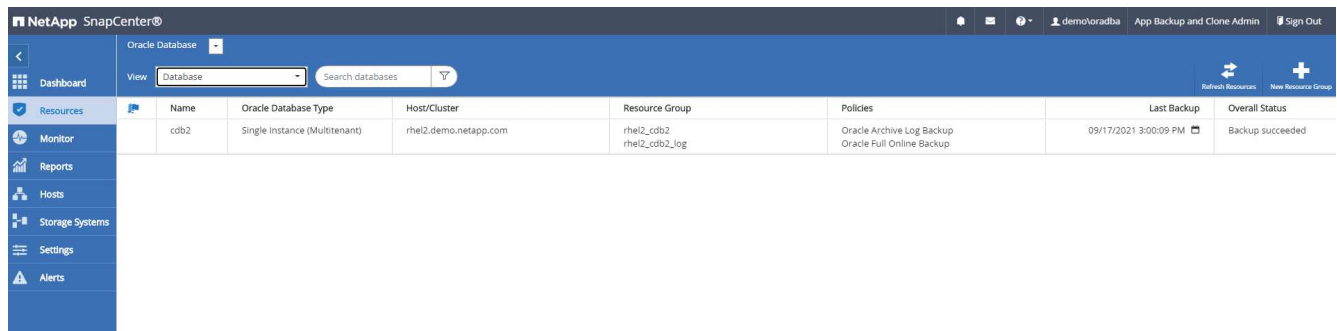 NetApp SnapCenter®
demo\oradba App Backup and Clone Admin Sign Out
Oracle Database
Dashboard
View Database Search databases
Refresh Resources New Resource Group
Resources
Name Oracle Database Type Host/Cluster Resource Group Policies Last Backup Overall Status
cdb2 Single Instance (Multitenant) rhel2.demo.netapp.com rhel2_cdb2 Oracle Archive Log Backup 09/17/2021 3:00:09 PM Backup succeeded
rhel2_cdb2_log Oracle Full Online Backup
Monitor
Reports
Hosts
Storage Systems
Settings
Alerts